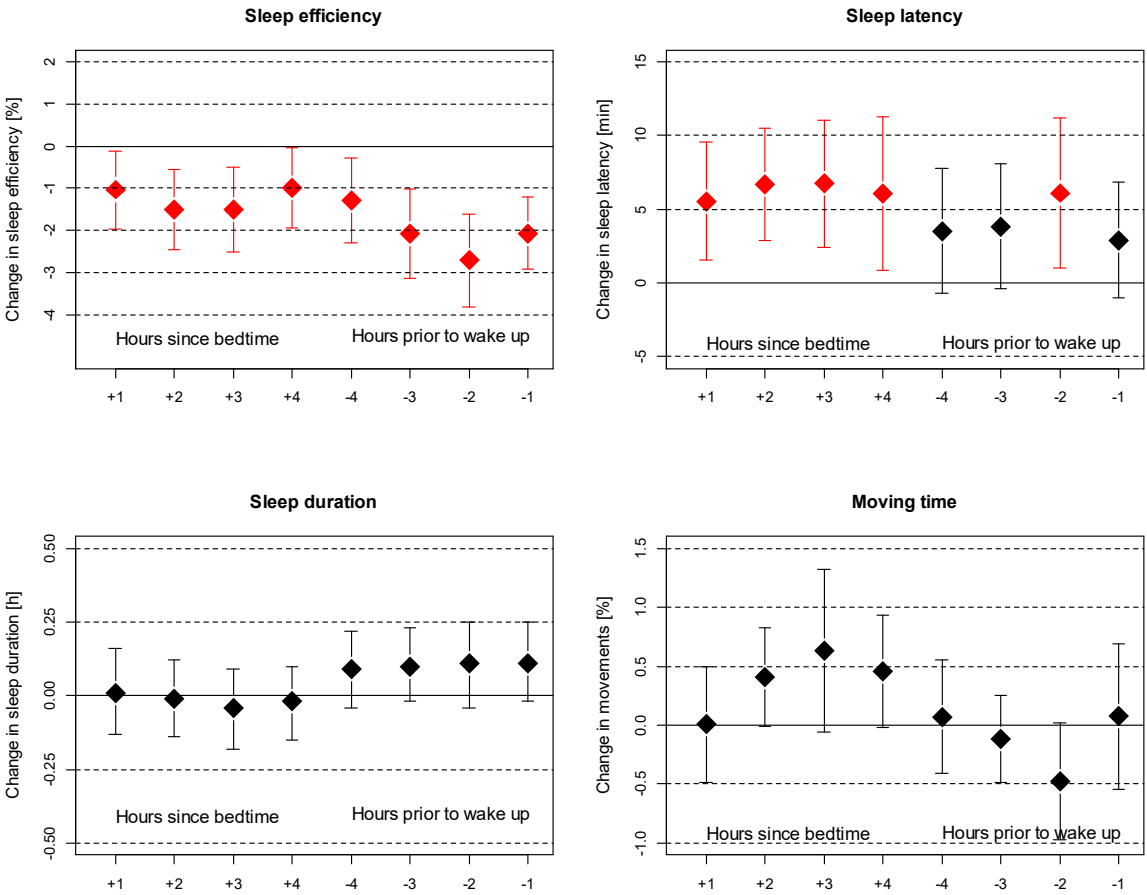 Sleep efficiency
Change in sleep efficiency [%]
2
1
0
-1
-2
-3
-4
Hours since bedtime
Hours prior to wake up
+1 +2 +3 +4 -4 -3 -2 -1
Sleep latency
Change in sleep latency [min]
15
10
5
0
-5
Hours since bedtime
Hours prior to wake up
+1 +2 +3 +4 -4 -3 -2 -1
Sleep duration
Change in sleep duration [h]
0.50
0.25
0.00
-0.25
-0.50
Hours since bedtime
Hours prior to wake up
+1 +2 +3 +4 -4 -3 -2 -1
Moving time
Change in movements [%]
1.5
1.0
0.5
0.0
-0.5
-1.0
Hours since bedtime
Hours prior to wake up
+1 +2 +3 +4 -4 -3 -2 -1